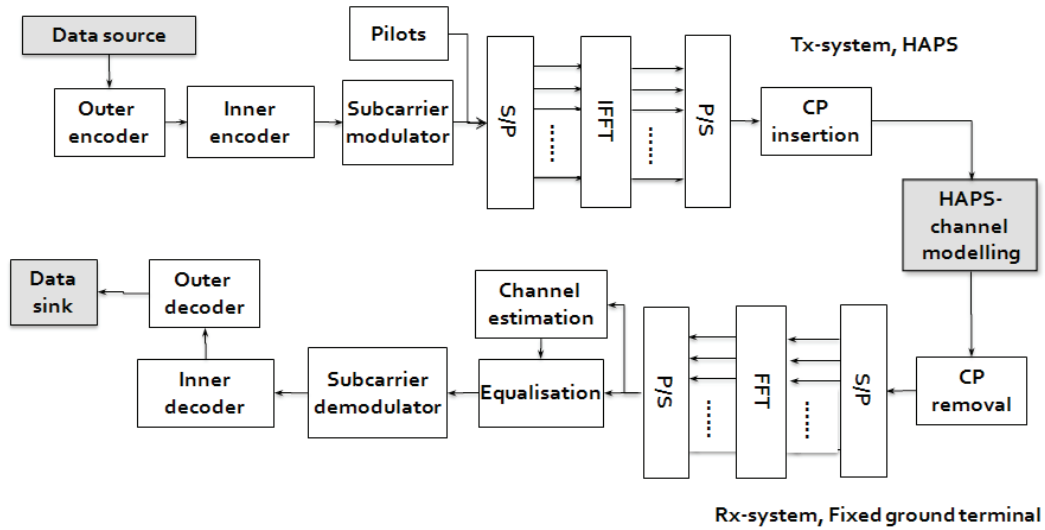 Data source
Pilots
Tx-system, HAPS
Outer
encoder
Inner
encoder
Subcarrier
modulator
S/P
IFFT
P/S
CP
insertion
HAPS-
channel
modelling
Data
sink
Outer
decoder
Channel
estimation
Inner
decoder
Subcarrier
demodulator
Equalisation
P/S
FFT
S/P
CP
removal
Rx-system, Fixed ground terminal